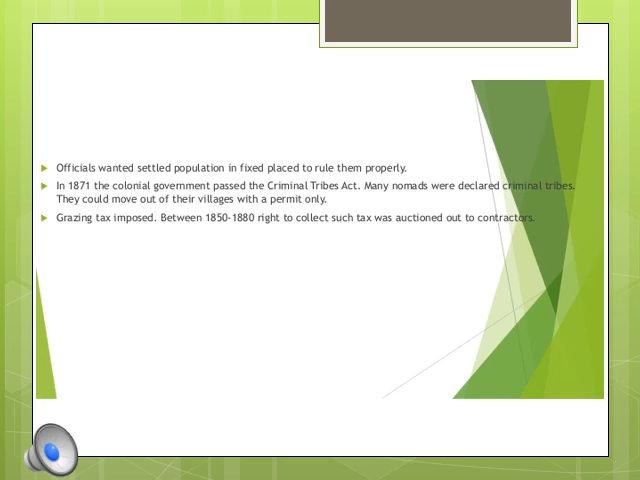 Officials wanted settled population in fixed placed to rule them properly.
In 1871 the colonial government passed the Criminal Tribes Act. Many nomads were declared criminal tribes.
They could move out of their villages with a permit only.
Grazing tax imposed. Between 1850-1880 right to collect such tax was auctioned out to contractors.